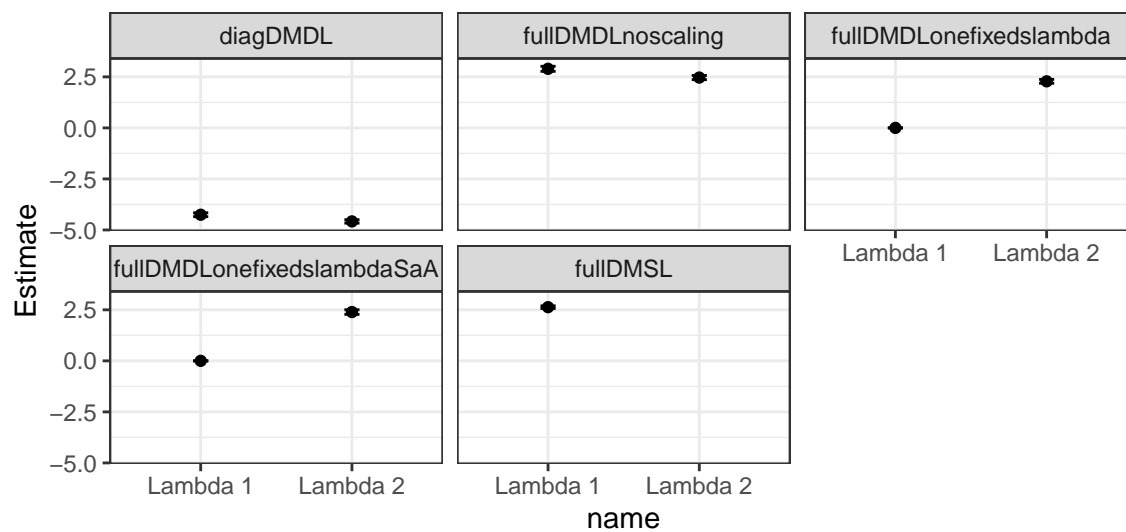 diagDMDL
fullDMDLnoscaling
fullDMDLonefixedslambda
2.5
0.0
−2.5
−5.0
Lambda 1
Lambda 2
fullDMDLonefixedslambdaSaA
fullDMSL
2.5
0.0
−2.5
−5.0
Lambda 1
Lambda 2
Lambda 1
Lambda 2
Estimate
name